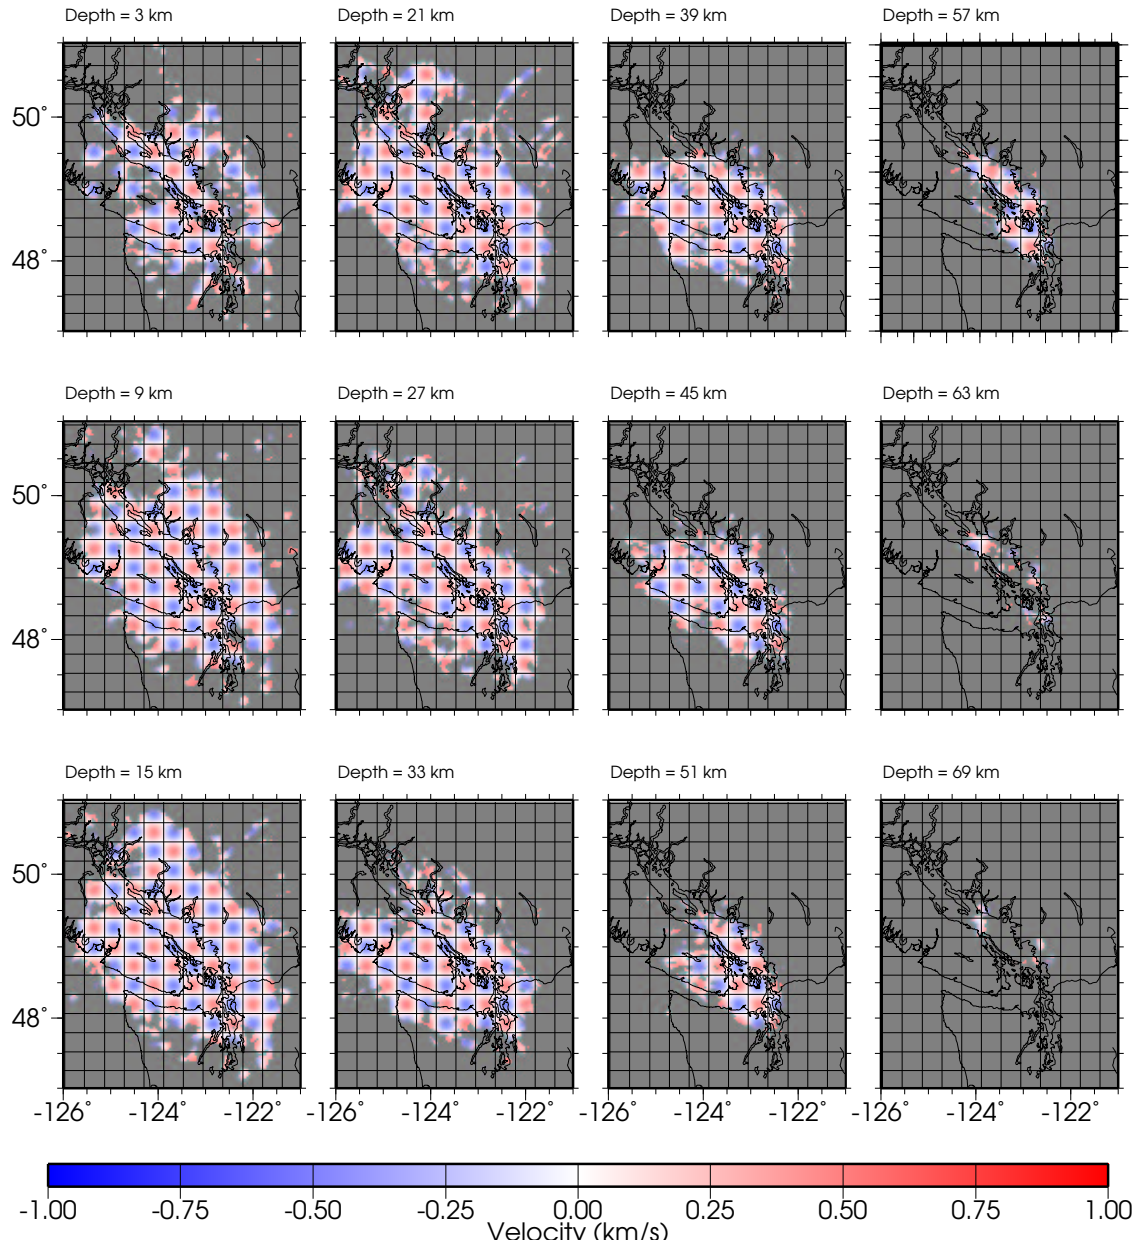 Depth = 3 km
Depth = 21 km
Depth = 39 km
Depth = 57 km
50°
48°
Depth = 9 km
Depth = 27 km
Depth = 45 km
Depth = 63 km
50°
48°
Depth = 15 km
Depth = 33 km
Depth = 51 km
Depth = 69 km
50°
48°
-126° -124° -122° -126° -124° -122° -126° -124° -122° -126° -124° -122°
-1.00 -0.75 -0.50 -0.25 0.00 0.25 0.50 0.75 1.00
Velocity (km/s)